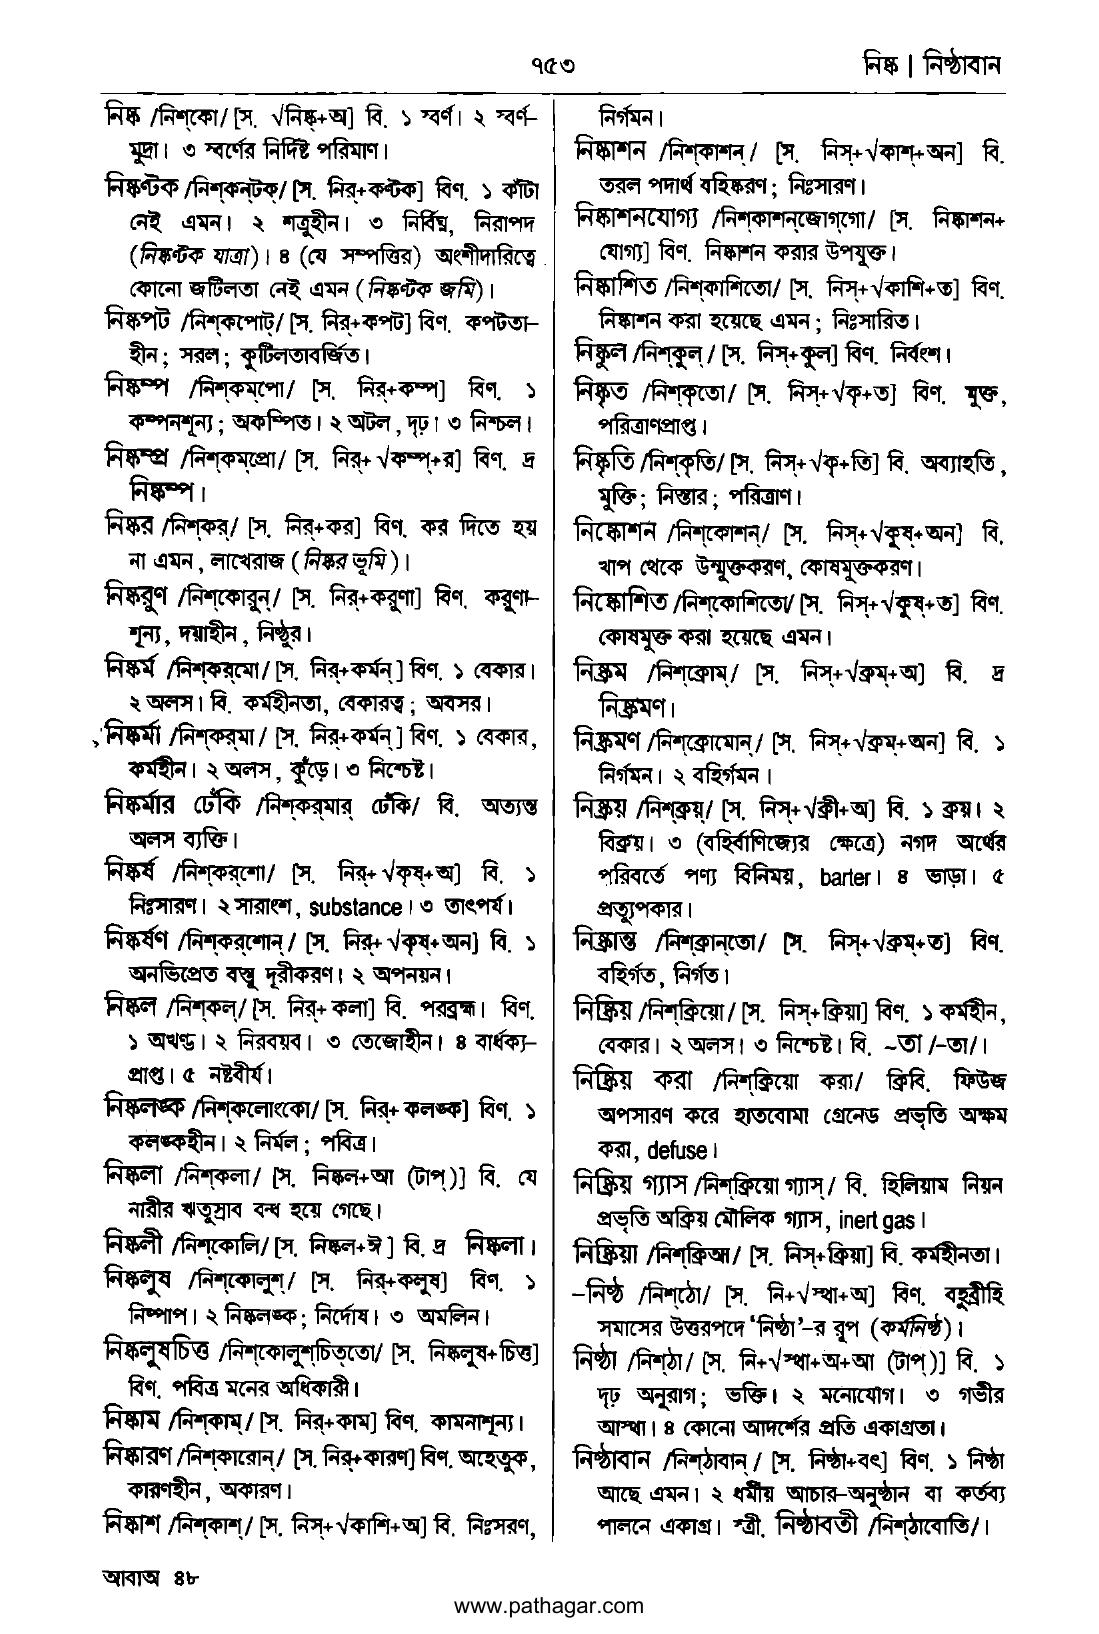 ৭৫৩
নিষ্ক | নিষ্ঠাবান
নিষ্ক /নিশ্‌কো/ [স. √নিষ্ক+অ] বি. ১ স্বর্ণ। ২ স্বর্ণ–
মুদ্রা। ৩ স্বর্ণের নির্দিষ্ট পরিমাণ।
নিষ্কণ্টক /নিশ্‌কন্‌টক্/ [স. নির্+কণ্টক] বিণ. ১ কাঁটা
নেই এমন। ২ শত্রুহীন। ৩ নির্বিঘ্ন, নিরাপদ
(নিষ্কণ্টক যাত্রা)। ৪ (যে সম্পত্তির) অংশীদারিত্বে
কোনো জটিলতা নেই এমন (নিষ্কণ্টক জমি)।
নিষ্কপট /নিশ্‌কপোট্/ [স. নির্+কপট] বিণ. কপটতা–
হীন; সরল; কুটিলতাবর্জিত।
নিষ্কম্প /নিশ্‌কম্‌পো/ [স. নির্+কম্প] বিণ. ১
কম্পনশূন্য; অকম্পিত। ২ অটল, দৃঢ়। ৩ নিশ্চল।
নিষ্কম্প্র /নিশ্‌কম্‌প্রো/ [স. নির্+√কম্প্+র] বিণ. দ্র
নিষ্কম্প।
নিষ্কর /নিশ্‌কর্/ [স. নির্+কর] বিণ. কর দিতে হয়
না এমন, লাখেরাজ (নিষ্কর ভূমি)।
নিষ্করুণ /নিশ্‌কোরুন্/ [স. নির্+করুণা] বিণ. করুণা–
শূন্য, দয়াহীন, নিষ্ঠুর।
নিষ্কর্ম /নিশ্‌কর্‌মো/ [স. নির্+কর্মন্] বিণ. ১ বেকার।
২ অলস। বি. কর্মহীনতা, বেকারত্ব; অবসর।
নিষ্কর্মা /নিশ্‌কর্‌মা/ [স. নির্+কর্মন্] বিণ. ১ বেকার,
কর্মহীন। ২ অলস, কুঁড়ে। ৩ নিশ্চেষ্ট।
নিষ্কর্মার ঢেঁকি /নিশ্‌কর্‌মার্ ঢেঁকি/ বি. অত্যন্ত
অলস ব্যক্তি।
নিষ্কর্ষ /নিশ্‌কর্‌শো/ [স. নির্+√কৃষ্+অ] বি. ১
নিঃসারণ। ২ সারাংশ, substance। ৩ তাৎপর্য।
নিষ্কর্ষণ /নিশ্‌কর্‌শোন্/ [স. নির্+√কৃষ্+অন] বি. ১
অনভিপ্রেত বস্তু দূরীকরণ। ২ অপনয়ন।
নিষ্কল /নিশ্‌কল্/ [স. নির্+কলা] বি. পরব্রহ্ম। বিণ.
১ অখণ্ড। ২ নিরবয়ব। ৩ তেজোহীন। ৪ বার্ধক্য–
প্রাপ্ত। ৫ নষ্টবীর্য।
নিষ্কলঙ্ক /নিশ্‌কলোংকো/ [স. নির্+কলঙ্ক] বিণ. ১
কলঙ্কহীন। ২ নির্মল; পবিত্র।
নিষ্কলা /নিশ্‌কলা/ [স. নিষ্কল+আ (টাপ্)] বি. যে
নারীর ঋতুস্রাব বন্ধ হয়ে গেছে।
নিষ্কলী /নিশ্‌কোলি/ [স. নিষ্কল+ঈ] বি. দ্র নিষ্কলা।
নিষ্কলুষ /নিশ্‌কোলুশ্/ [স. নির্+কলুষ] বিণ. ১
নিষ্পাপ। ২ নিষ্কলঙ্ক; নির্দোষ। ৩ অমলিন।
নিষ্কলুষচিত্ত /নিশ্‌কোলুশ্‌চিত্‌তো/ [স. নিষ্কলুষ+চিত্ত]
বিণ. পবিত্র মনের অধিকারী।
নিষ্কাম /নিশ্‌কাম্/ [স. নির্+কাম] বিণ. কামনাশূন্য।
নিষ্কারণ /নিশ্‌কারোন্/ [স. নির্+কারণ] বিণ. অহেতুক,
কারণহীন, অকারণ।
নিষ্কাশ /নিশ্‌কাশ্/ [স. নিস্+√কাশি+অ] বি. নিঃসরণ,
নির্গমন।
নিষ্কাশন /নিশ্‌কাশন্/ [স. নিস্+√কাশ্+অন] বি.
তরল পদার্থ বহিষ্করণ; নিঃসারণ।
নিষ্কাশনযোগ্য /নিশ্‌কাশন্‌জোগ্‌গো/ [স. নিষ্কাশন+
যোগ্য] বিণ. নিষ্কাশন করার উপযুক্ত।
নিষ্কাশিত /নিশ্‌কাশিতো/ [স. নিস্+√কাশি+ত] বিণ.
নিষ্কাশন করা হয়েছে এমন; নিঃসারিত।
নিষ্কুল /নিশ্‌কুল্/ [স. নিস্+কুল] বিণ. নির্বংশ।
নিষ্কৃত /নিশ্‌কৃতো/ [স. নিস্+√কৃ+ত] বিণ. মুক্ত,
পরিত্রাণপ্রাপ্ত।
নিষ্কৃতি /নিশ্‌কৃতি/ [স. নিস্+√কৃ+তি] বি. অব্যাহতি,
মুক্তি; নিস্তার; পরিত্রাণ।
নিষ্কোশন /নিশ্‌কোশন্/ [স. নিস্+√কুষ্+অন] বি.
খাপ থেকে উন্মুক্তকরণ, কোষমুক্তকরণ।
নিষ্কোশিত /নিশ্‌কোশিতো/ [স. নিস্+√কুষ্+ত] বিণ.
কোষমুক্ত করা হয়েছে এমন।
নিষ্ক্রম /নিশ্‌ক্রোম্/ [স. নিস্+√ক্রম্+অ] বি. দ্র
নিষ্ক্রমণ।
নিষ্ক্রমণ /নিশ্‌ক্রোমোন্/ [স. নিস্+√ক্রম্+অন] বি. ১
নির্গমন। ২ বহির্গমন।
নিষ্ক্রয় /নিশ্‌ক্রয়্/ [স. নিস্+√ক্রী+অ] বি. ১ ক্রয়। ২
বিক্রয়। ৩ (বহির্বাণিজ্যের ক্ষেত্রে) নগদ অর্থের
পরিবর্তে পণ্য বিনিময়, barter। ৪ ভাড়া। ৫
প্রত্যুপকার।
নিষ্ক্রান্ত /নিশ্‌ক্রান্‌তো/ [স. নিস্+√ক্রম্+ত] বিণ.
বহির্গত, নির্গত।
নিষ্ক্রিয় /নিশ্‌ক্রিয়ো/ [স. নিস্+ক্রিয়া] বিণ. ১ কর্মহীন,
বেকার। ২ অলস। ৩ নিশ্চেষ্ট। বি. ~তা /–তা/।
নিষ্ক্রিয় করা /নিশ্‌ক্রিয়ো করা/ ক্রিবি. ফিউজ
অপসারণ করে হাতবোমা গ্রেনেড প্রভৃতি অক্ষম
করা, defuse।
নিষ্ক্রিয় গ্যাস /নিশ্‌ক্রিয়ো গ্যাস্/ বি. হিলিয়াম নিয়ন
প্রভৃতি অক্রিয় মৌলিক গ্যাস, inert gas।
নিষ্ক্রিয়া /নিশ্‌ক্রিআ/ [স. নিস্+ক্রিয়া] বি. কর্মহীনতা।
–নিষ্ঠ /নিশ্‌ঠো/ [স. নি+√স্থা+অ] বিণ. বহুব্রীহি
সমাসের উত্তরপদে ‘নিষ্ঠা’–র রূপ (কর্মনিষ্ঠ)।
নিষ্ঠা /নিশ্‌ঠা/ [স. নি+√স্থা+অ+আ (টাপ্)] বি. ১
দৃঢ় অনুরাগ; ভক্তি। ২ মনোযোগ। ৩ গভীর
আস্থা। ৪ কোনো আদর্শের প্রতি একাগ্রতা।
নিষ্ঠাবান /নিশ্‌ঠাবান্/ [স. নিষ্ঠা+বৎ] বিণ. ১ নিষ্ঠা
আছে এমন। ২ ধর্মীয় আচার–অনুষ্ঠান বা কর্তব্য
পালনে একাগ্র। স্ত্রী. নিষ্ঠাবতী /নিশ্‌ঠাবোতি/।
আবাঅ ৪৮
www.pathagar.com